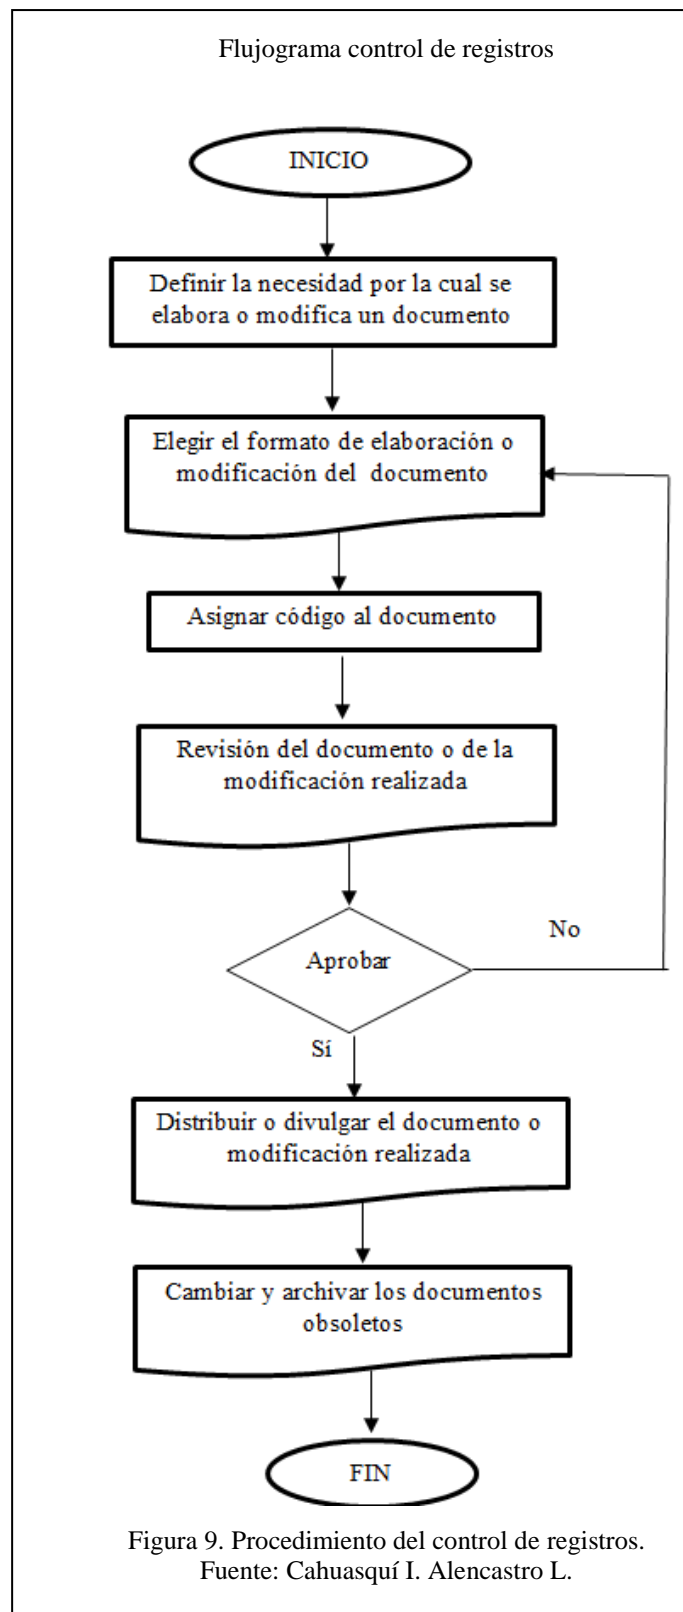 Flujograma control de registros
INICIO
Definir la necesidad por la cual se
elabora o modifica un documento
Elegir el formato de elaboración o
modificación del documento
Asignar código al documento
Revisión del documento o de la
modificación realizada
Aprobar
No
Sí
Distribuir o divulgar el documento o
modificación realizada
Cambiar y archivar los documentos
obsoletos
FIN
Figura 9. Procedimiento del control de registros.
Fuente: Cahuasquí I. Alencastro L.